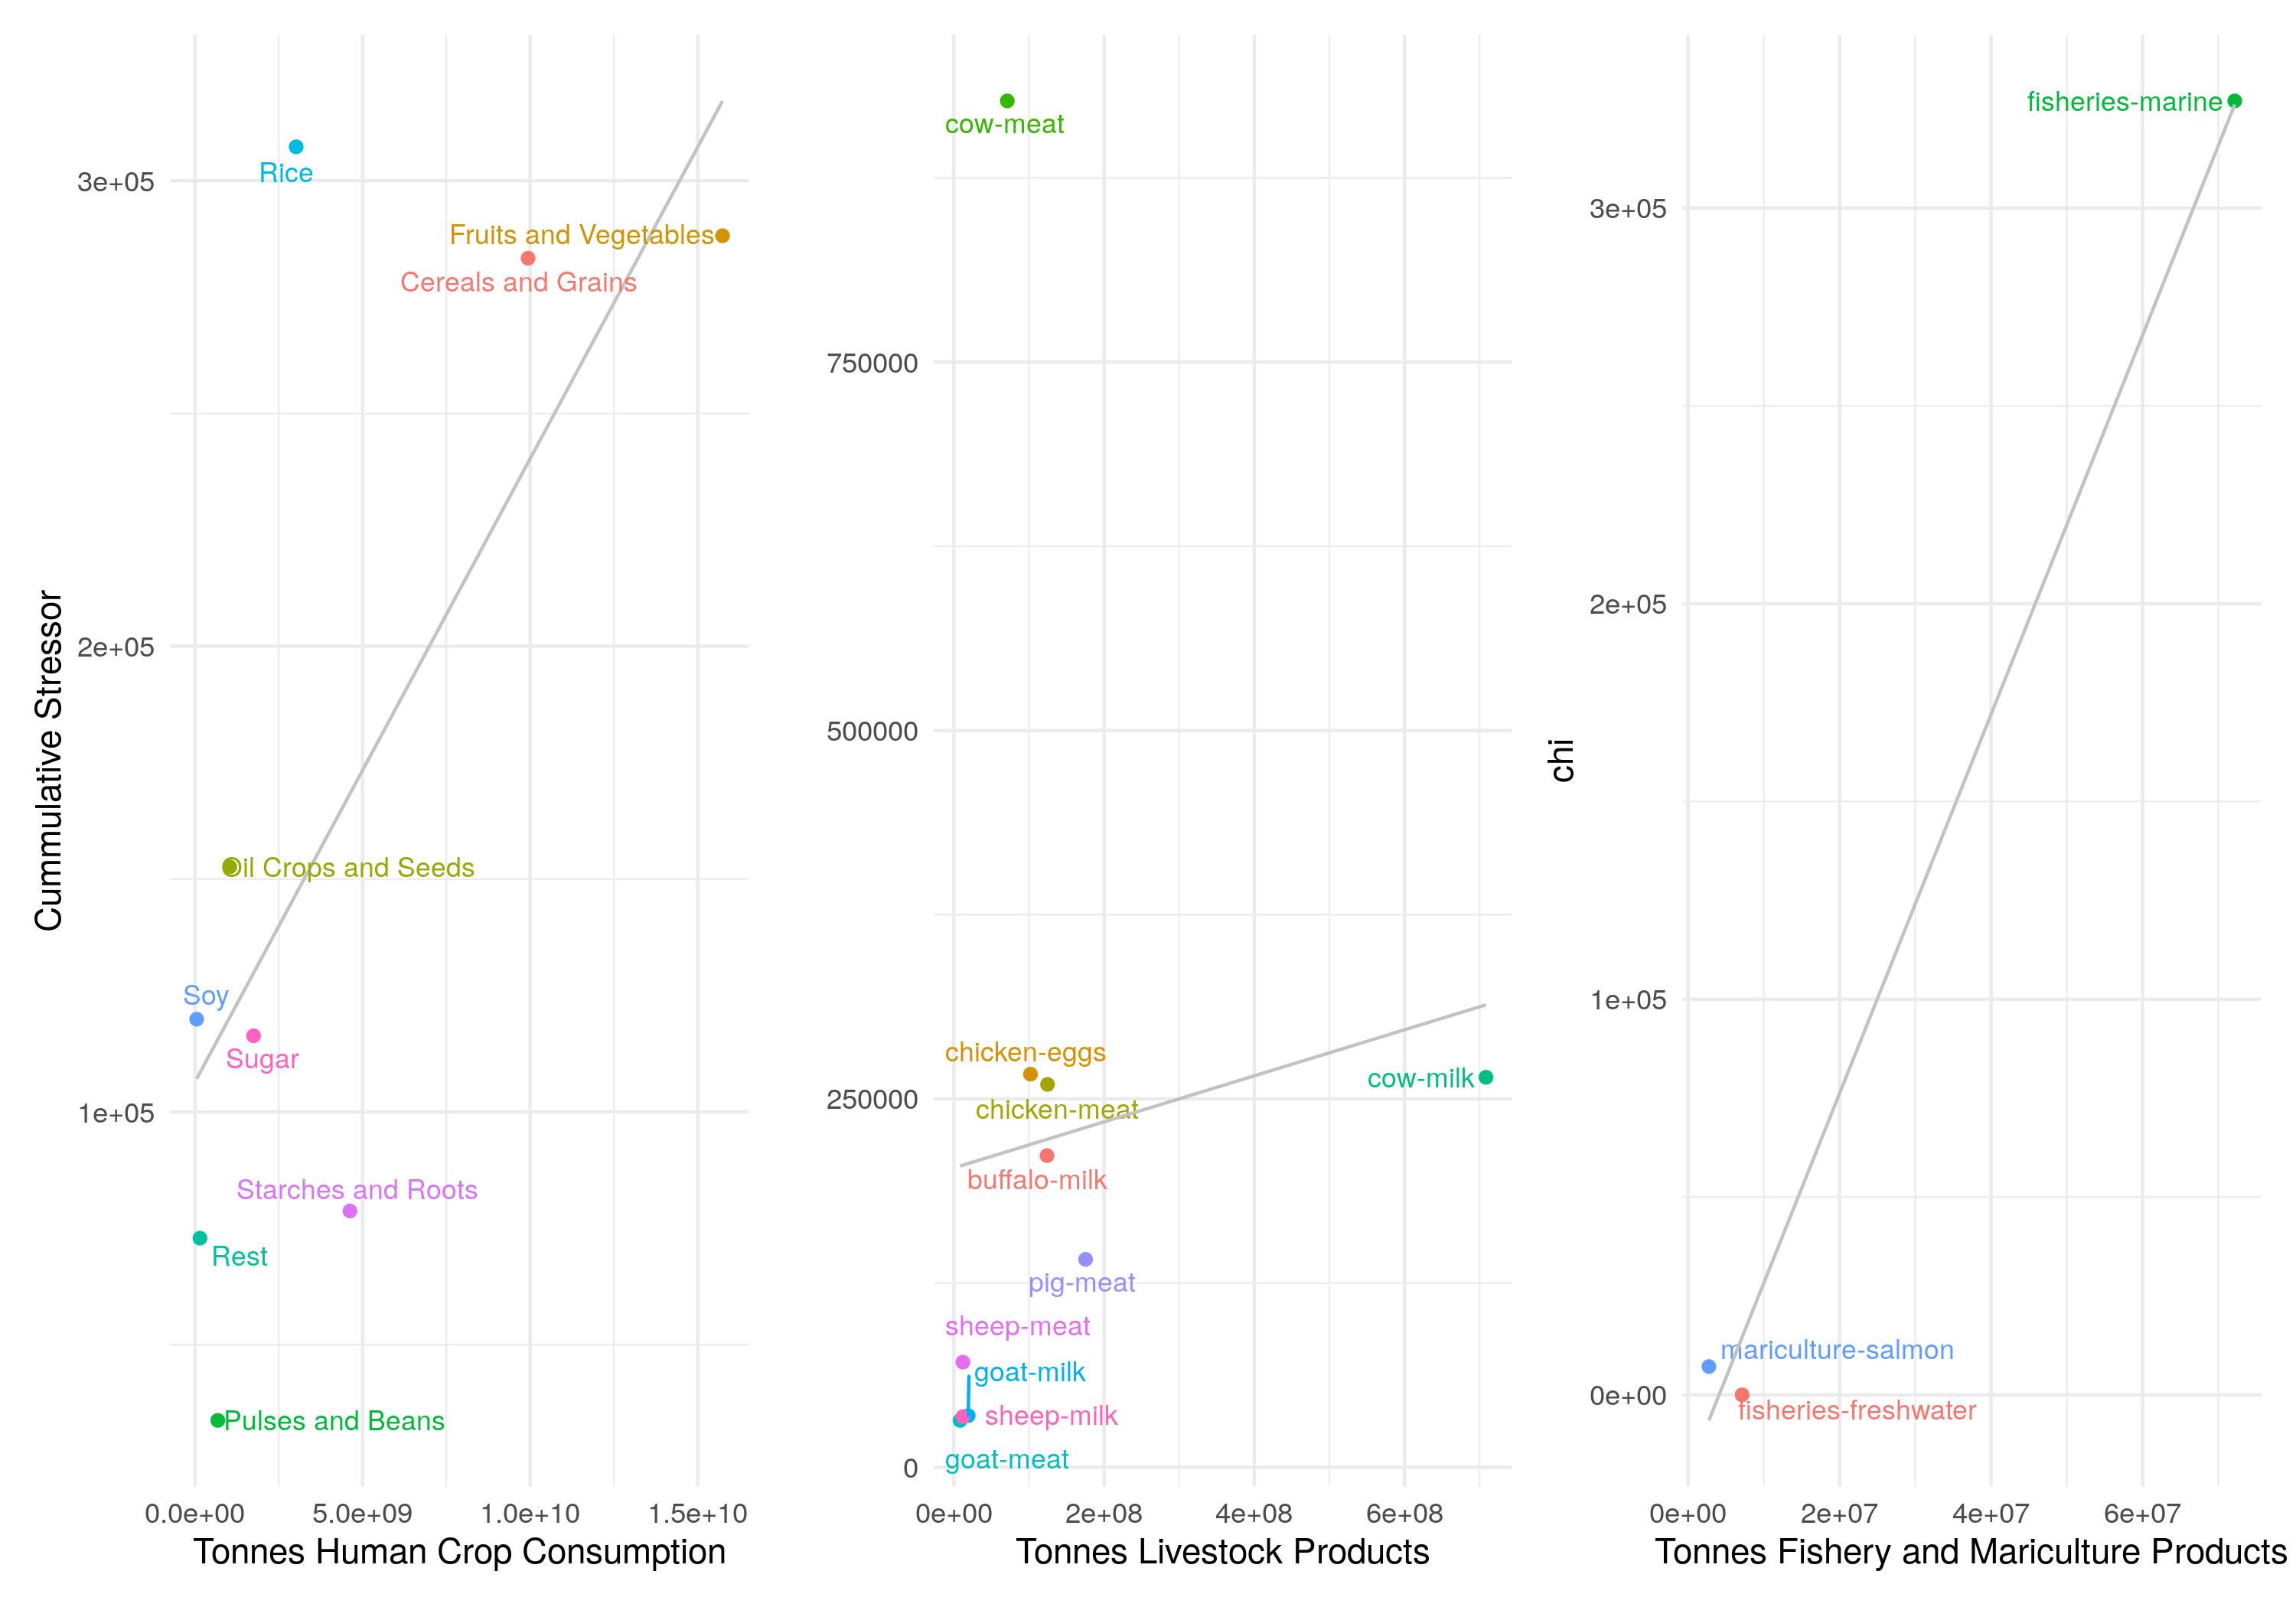 Cummulative Stressor
3e+05
2e+05
1e+05
Rice
Fruits and Vegetables
Cereals and Grains
Oil Crops and Seeds
Soy
Sugar
Starches and Roots
Rest
Pulses and Beans
0.0e+00
5.0e+09
1.0e+10
1.5e+10
Tonnes Human Crop Consumption
750000
500000
250000
0
cow-meat
chicken-eggs
cow-milk
chicken-meat
buffalo-milk
pig-meat
sheep-meat
goat-milk
sheep-milk
goat-meat
0e+00
2e+08
4e+08
6e+08
Tonnes Livestock Products
chi
3e+05
2e+05
1e+05
0e+00
fisheries-marine
mariculture-salmon
fisheries-freshwater
0e+00
2e+07
4e+07
6e+07
Tonnes Fishery and Mariculture Products